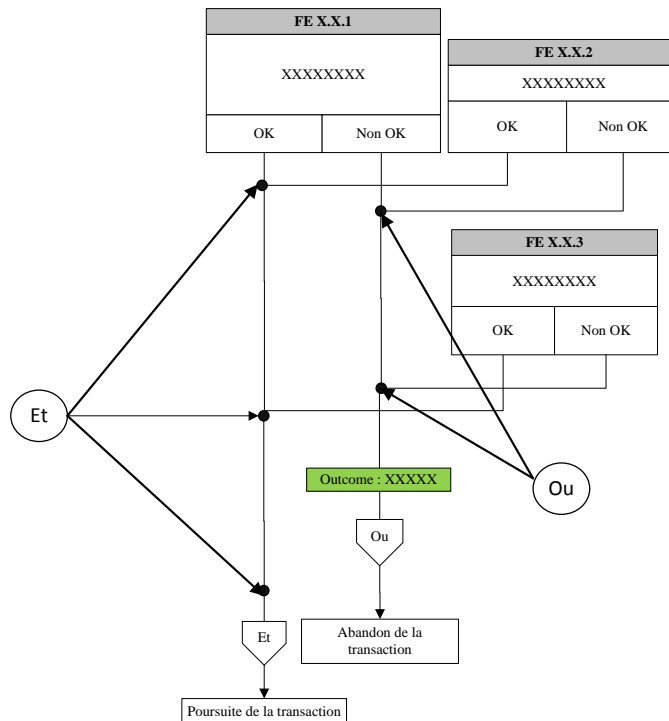 FE X.X.1
XXXXXXXX
OK
Non OK
FE X.X.2
XXXXXXXX
OK
Non OK
FE X.X.3
XXXXXXXX
OK
Non OK
Et
Outcome : XXXXX
Ou
Ou
Et
Abandon de la
transaction
Poursuite de la transaction